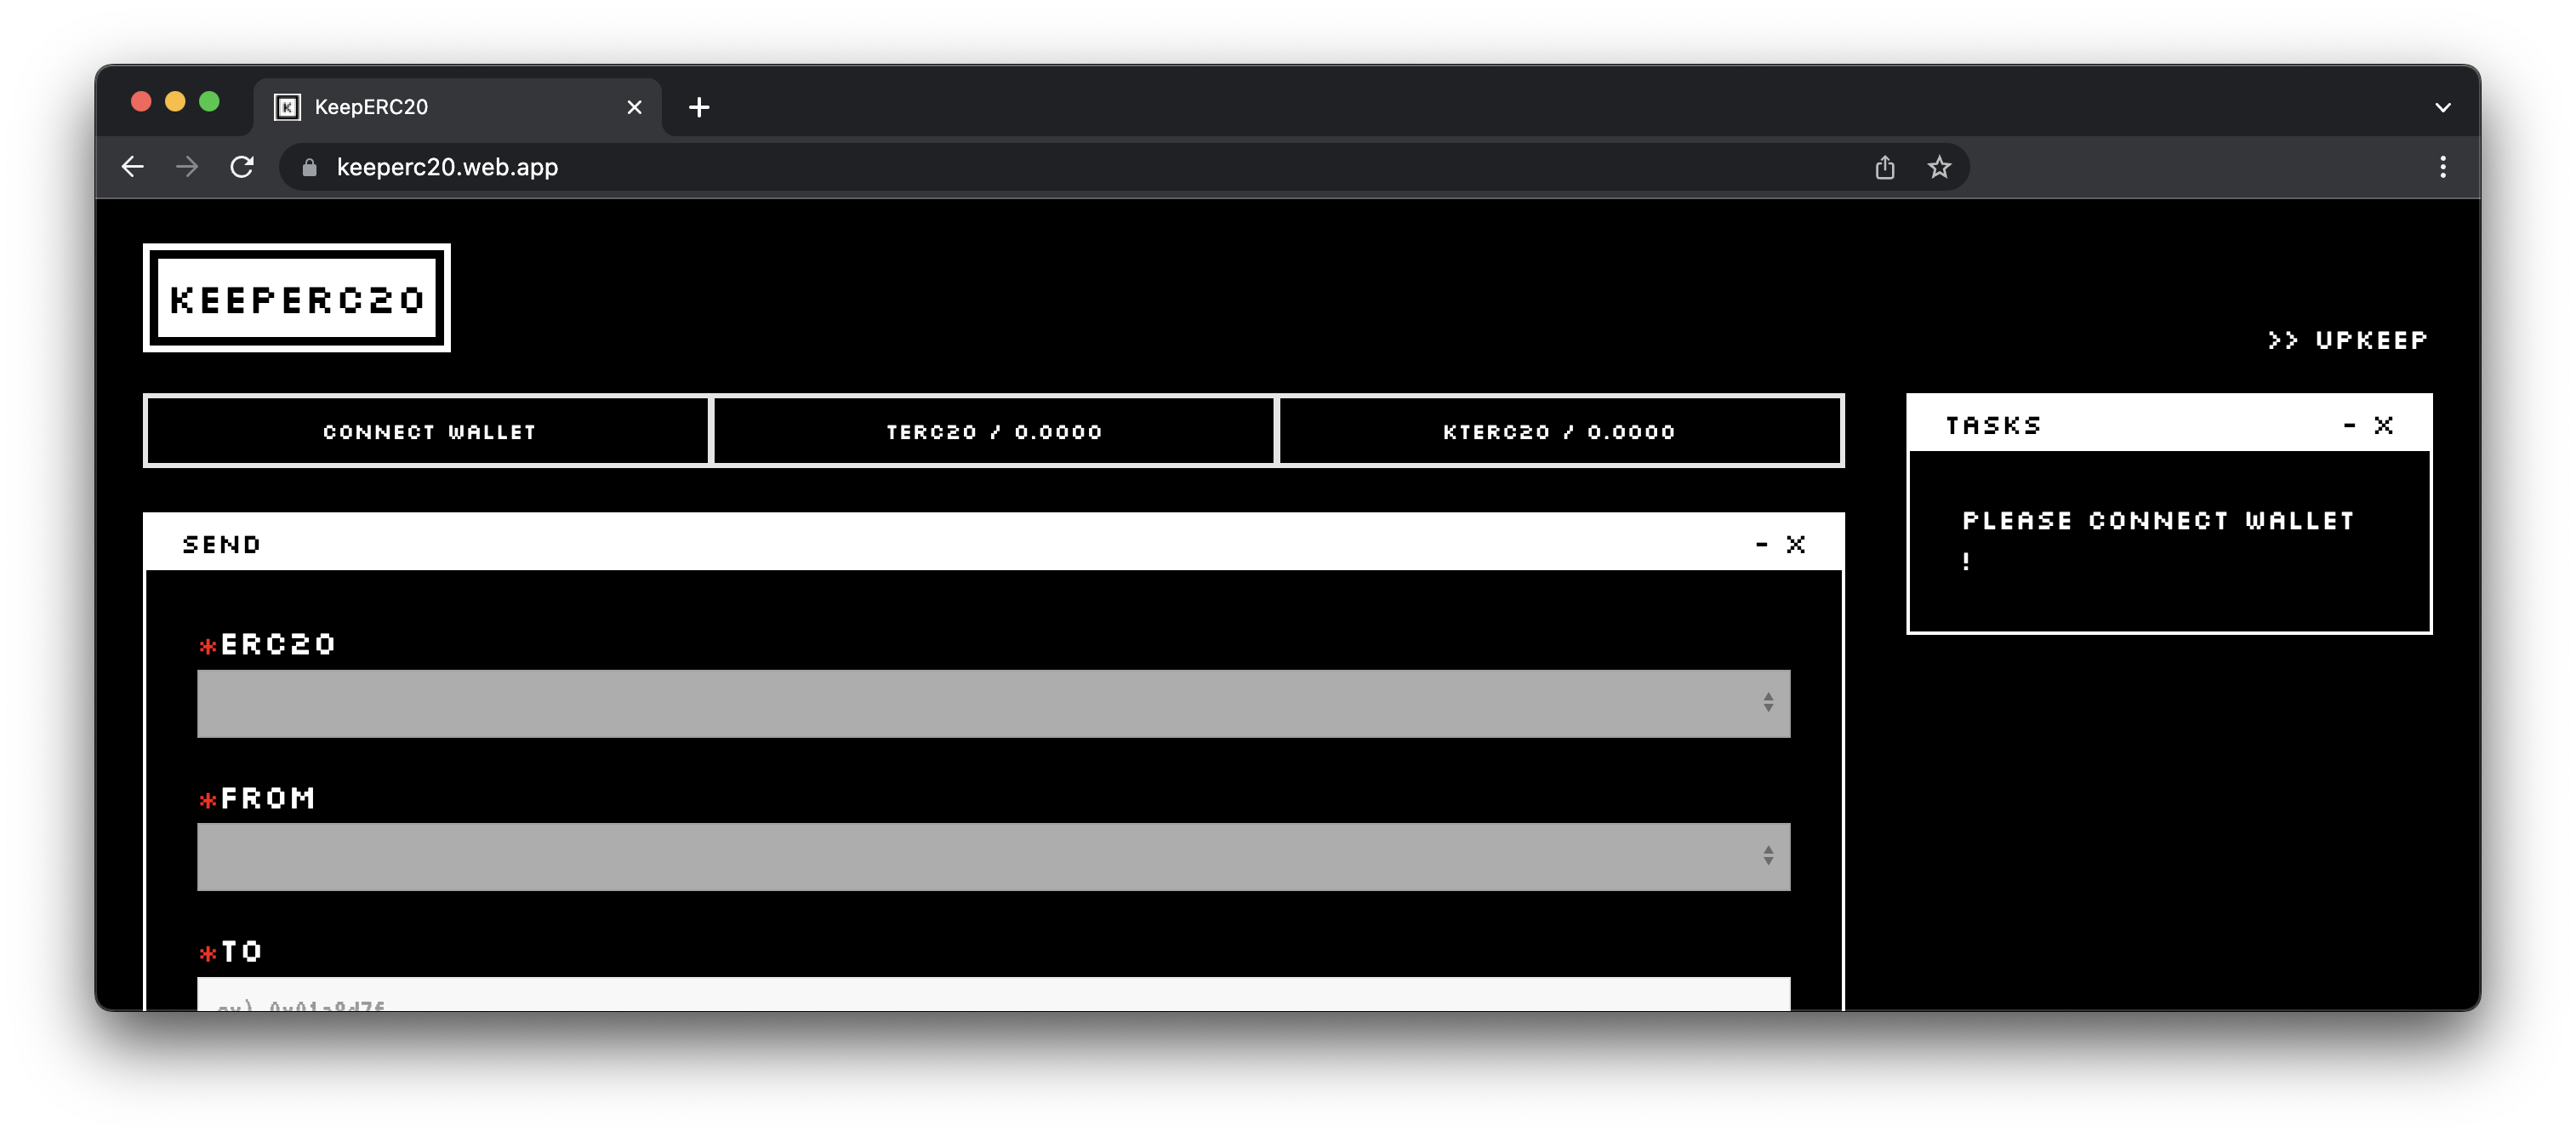 KeepERC20
keeperc20.web.app
KEEPERC20
>> UPKEEP
CONNECT WALLET
TERC20 / 0.0000
KTERC20 / 0.0000
TASKS - X
PLEASE CONNECT WALLET
!
SEND - X
*ERC20
*FROM
*TO